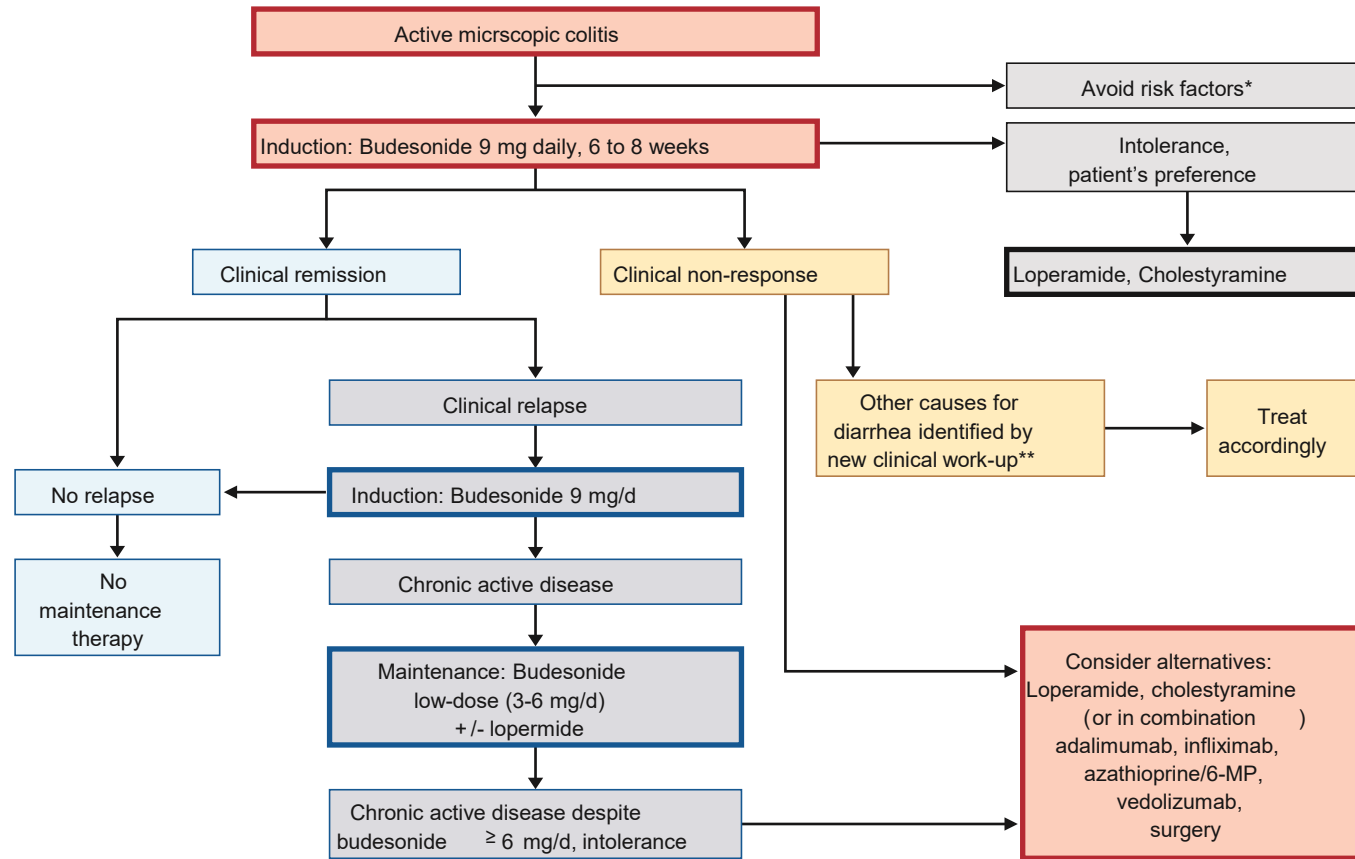 Active micrscopic colitis
Avoid risk factors*
Induction: Budesonide 9 mg daily, 6 to 8 weeks
Intolerance,
patient’s preference
Clinical remission
Clinical non-response
Loperamide, Cholestyramine
Clinical relapse
Other causes for
diarrhea identified by
new clinical work-up**
Treat
accordingly
No relapse
Induction: Budesonide 9 mg/d
No
maintenance
therapy
Chronic active disease
Maintenance: Budesonide
low-dose (3-6 mg/d)
+/- lopermide
Consider alternatives:
Loperamide, cholestyramine
(or in combination )
adalimumab, infliximab,
azathioprine/6-MP,
vedolizumab,
surgery
Chronic active disease despite
budesonide ≥ 6 mg/d, intolerance